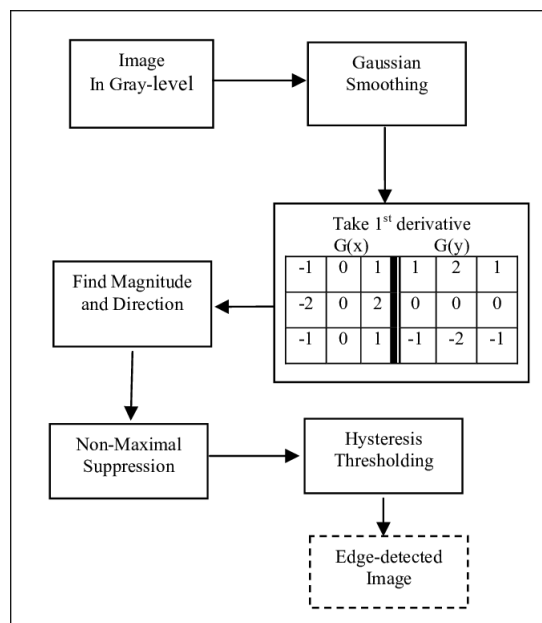 Image
In Gray-level
Gaussian
Smoothing
Take 1st derivative
G(x) G(y)
-1 0 1 1 2 1
-2 0 2 0 0 0
-1 0 1 -1 -2 -1
Find Magnitude
and Direction
Non-Maximal
Suppression
Hysteresis
Thresholding
Edge-detected
Image